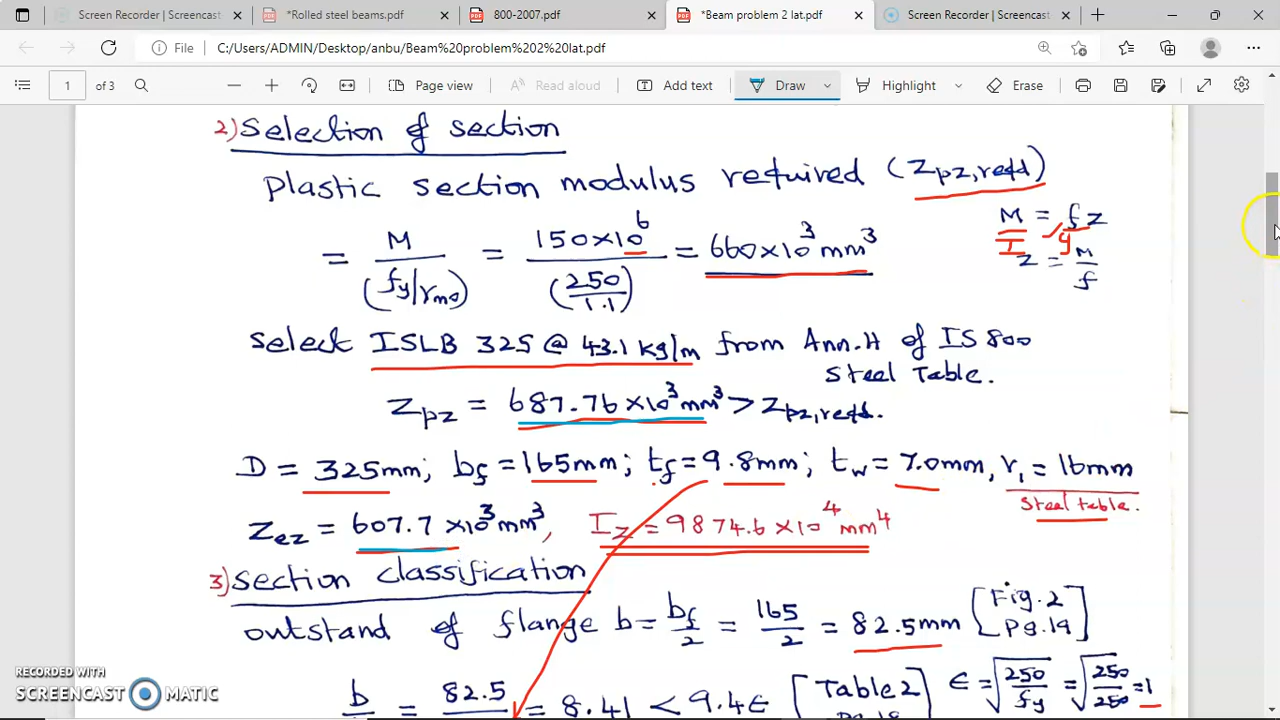 Screen Recorder | Screencast
*Rolled steel beams.pdf
800-2007.pdf
*Beam problem 2 lat.pdf
Screen Recorder | Screencast
File
C:/Users/ADMIN/Desktop/anbu/Beam%20problem%202%20lat.pdf
1
of 3
Page view
Read aloud
Add text
Draw
Highlight
Erase
2) Selection of section
Plastic section modulus required (Zpz,reqd)
= M/(fy/γmo) = 150×10^6/(250/1.1) = 660×10^3 mm^3
M = fZ
I y
Z = M/f
Select ISLB 325 @ 43.1 kg/m from Ann.H of IS 800
Steel Table.
Zpz = 687.76×10^3 mm^3 > Zpz,reqd.
D = 325mm; bf = 165mm; tf = 9.8mm; tw = 7.0mm, r1 = 16mm
Steel table.
Zez = 607.7×10^3 mm^3, Iz = 9874.6×10^4 mm^4
3) Section classification
outstand of flange b = bf/2 = 165/2 = 82.5mm [Fig.2
Pg.19]
b = 82.5 = 8.41 < 9.4∈ [Table 2] ∈ = √250/fy = √250/250 = 1
RECORDED WITH
SCREENCAST MATIC